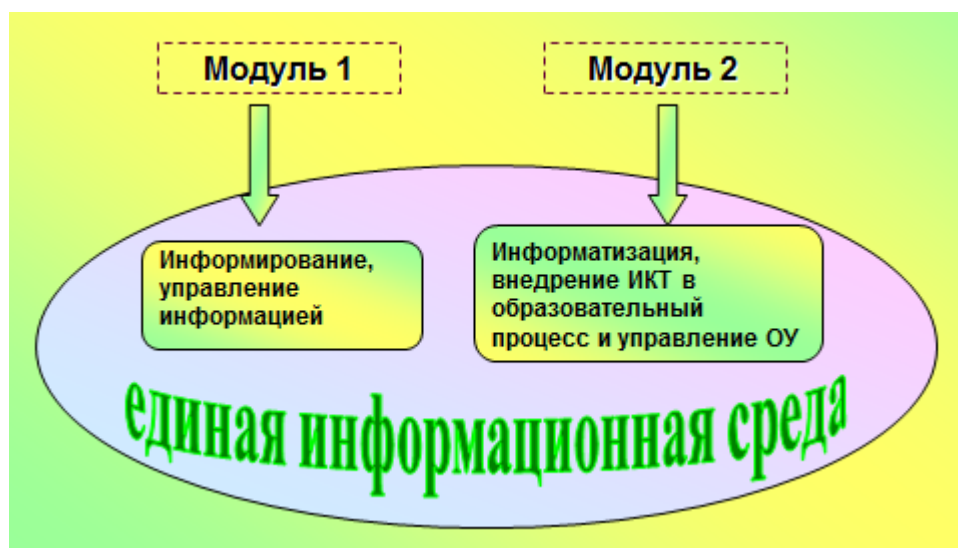 Модуль 1
Модуль 2
Информирование,
управление
информацией
Информатизация,
внедрение ИКТ в
образовательный
процесс и управление ОУ
единая информационная среда